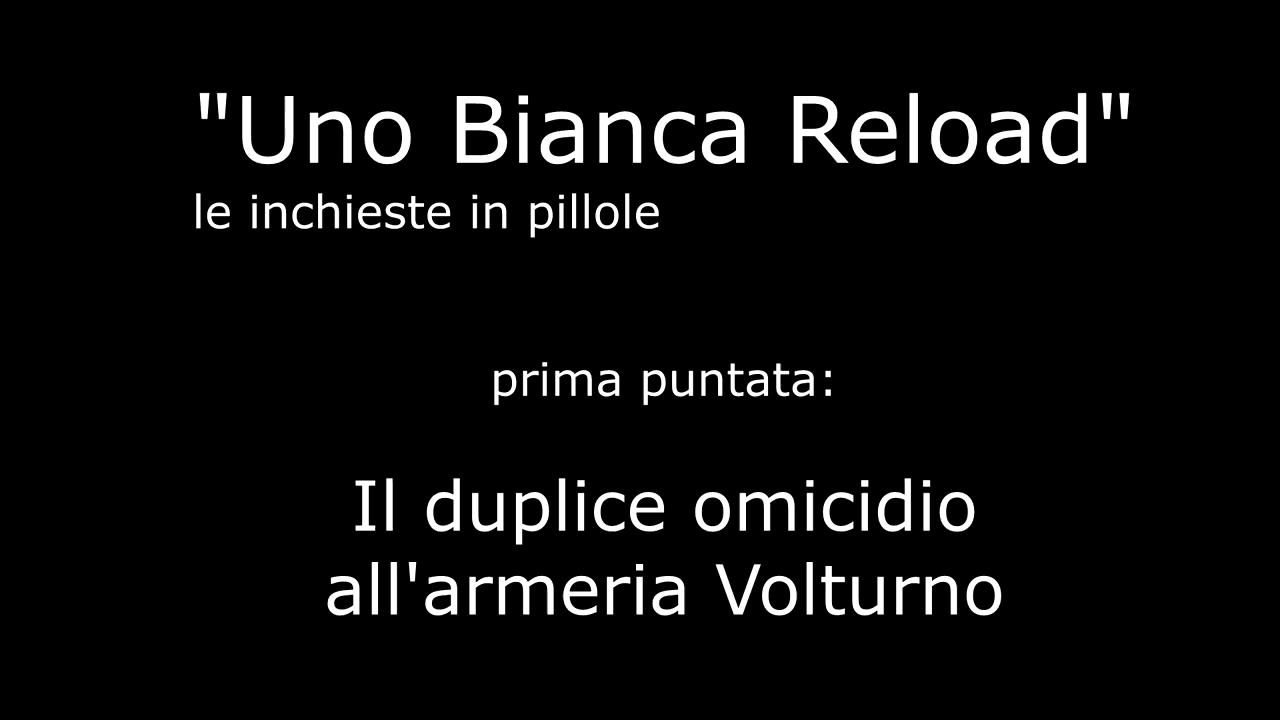 "Uno Bianca Reload"
le inchieste in pillole
prima puntata:
Il duplice omicidio
all'armeria Volturno